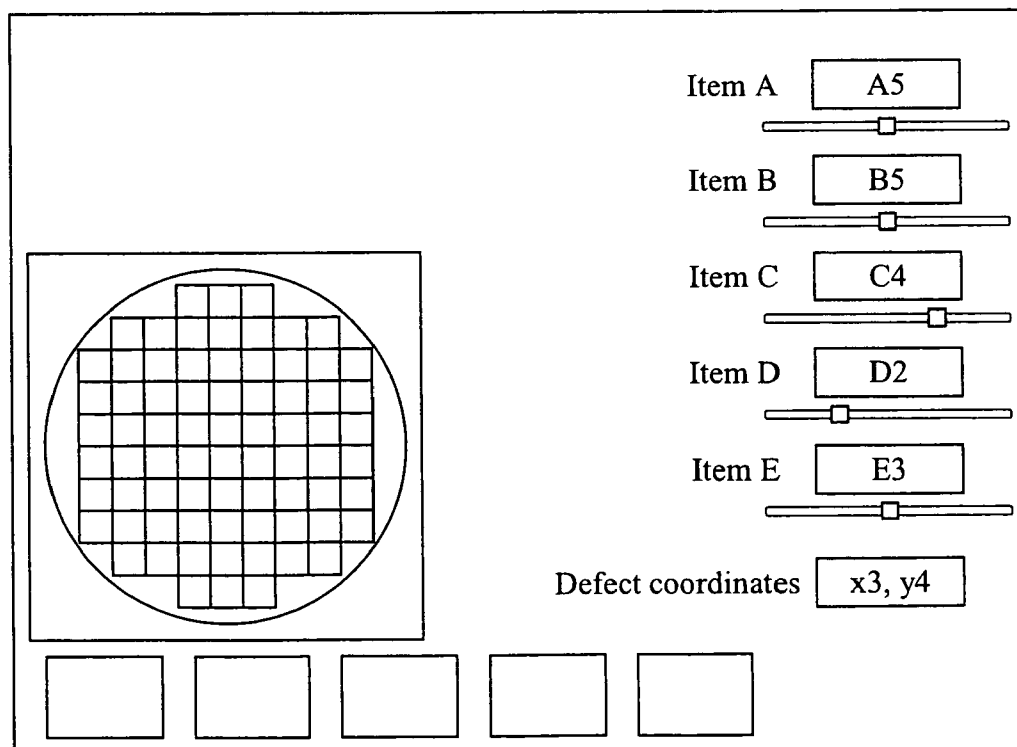 Item A A5
Item B B5
Item C C4
Item D D2
Item E E3
Defect coordinates x3, y4